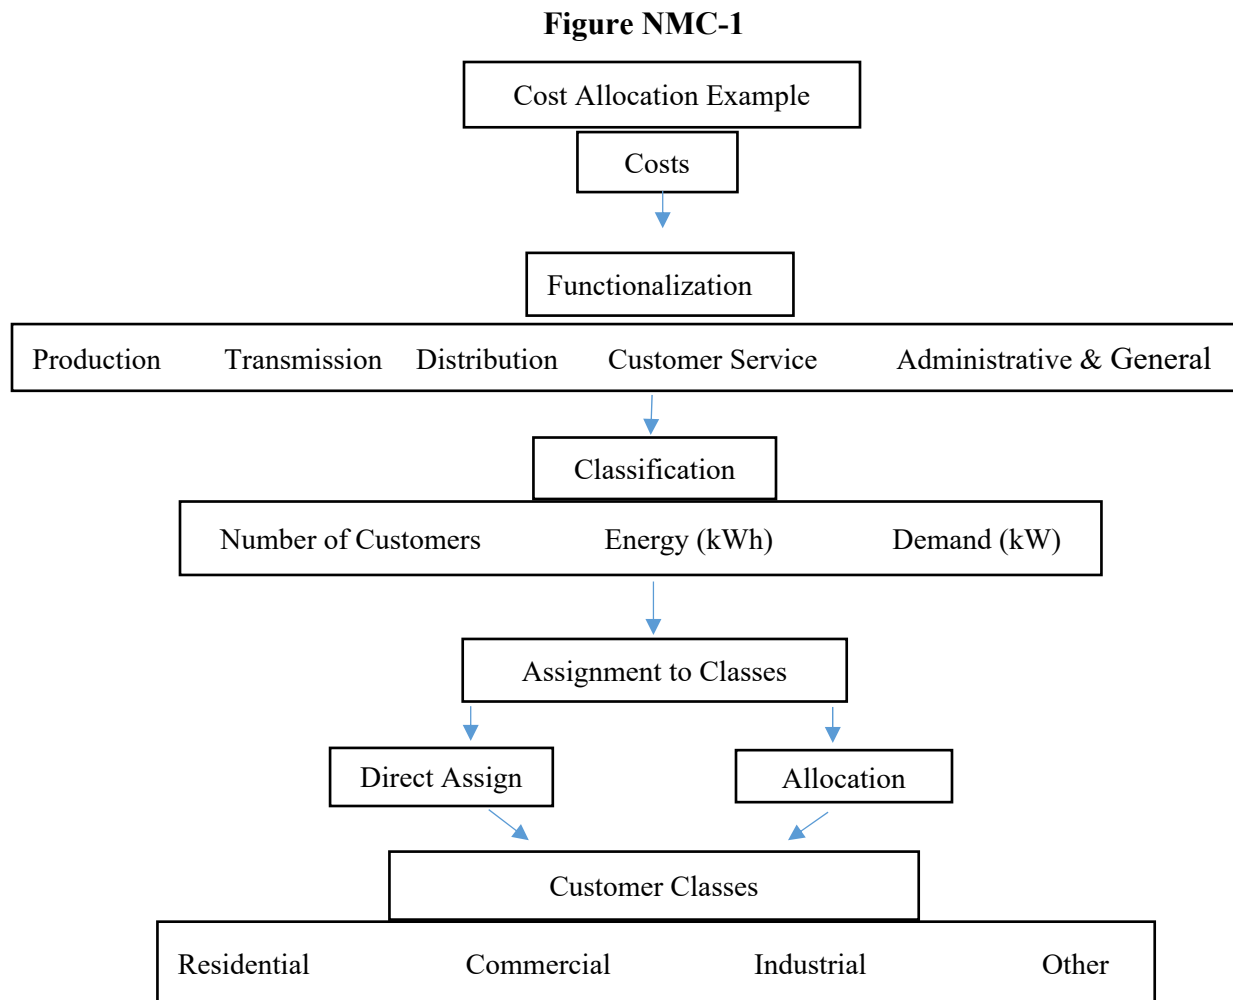 Figure NMC-1
Cost Allocation Example
Costs
Functionalization
Production Transmission Distribution Customer Service Administrative & General
Classification
Number of Customers Energy (kWh) Demand (kW)
Assignment to Classes
Direct Assign Allocation
Customer Classes
Residential Commercial Industrial Other